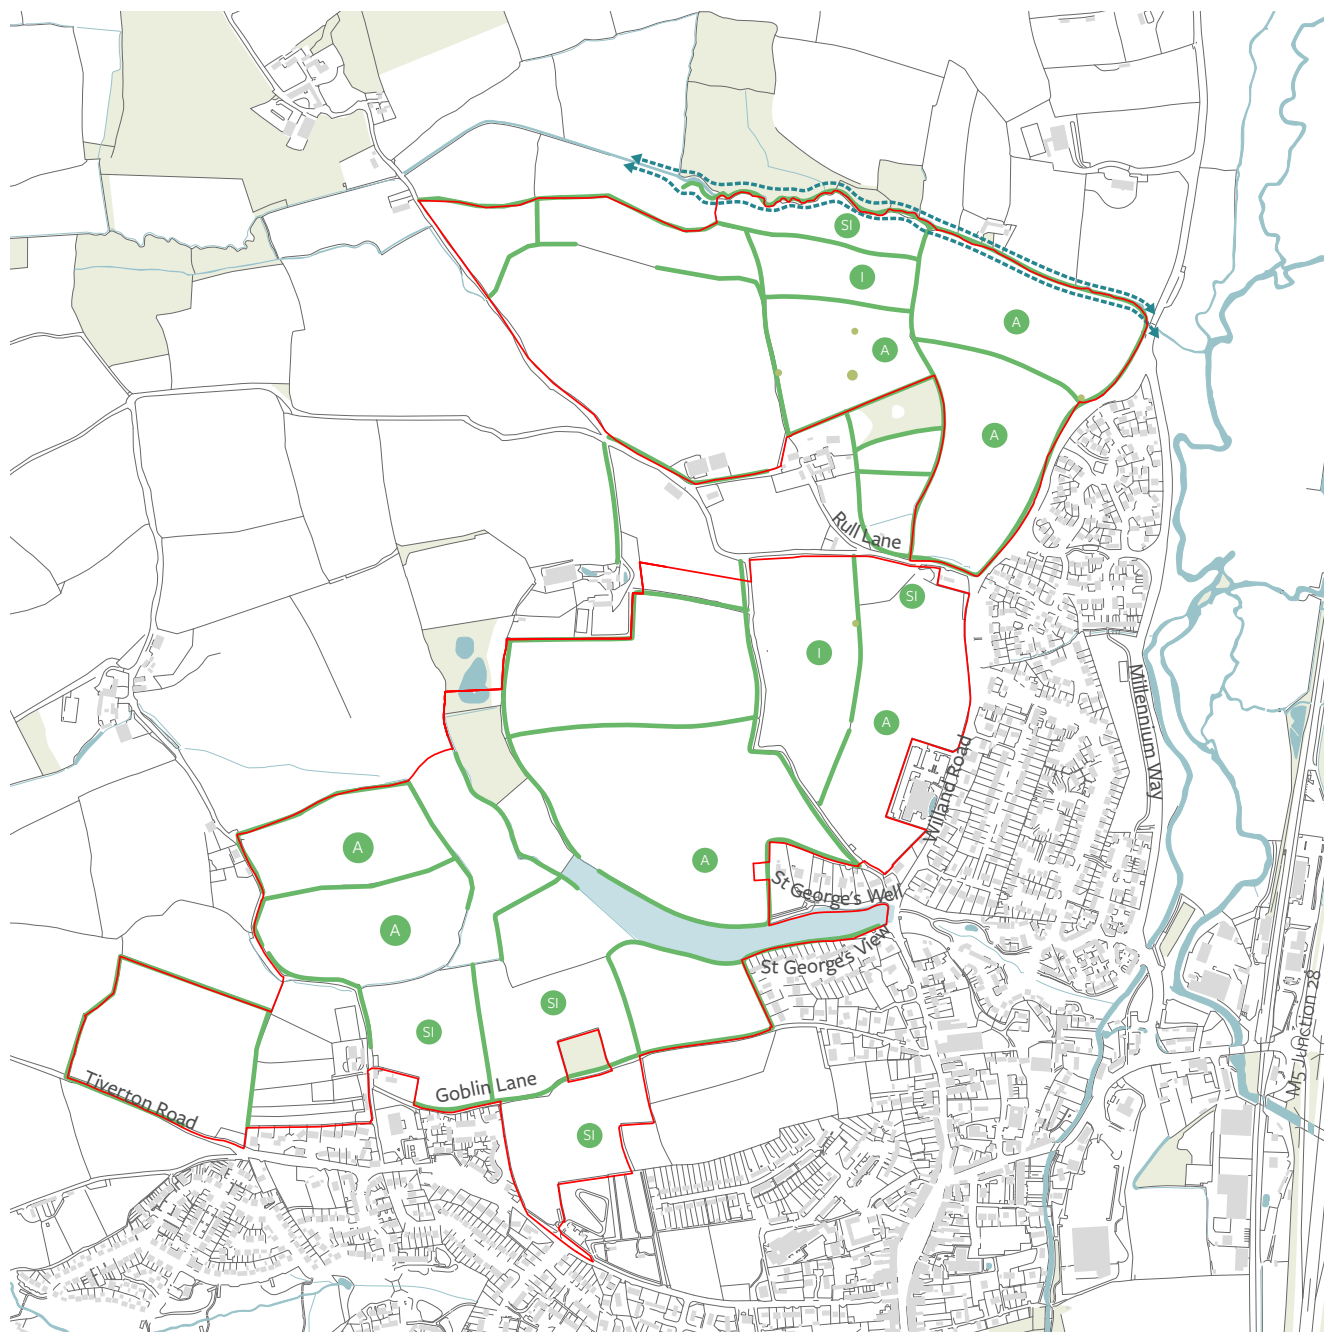 SI
I
A
A
A
Rull Lane
SI
I
A
Millennium Way
Willand Road
A
A
St George's Well
A
St George's View
SI
SI
M5 Junction 28
Goblin Lane
Tiverton Road
SI